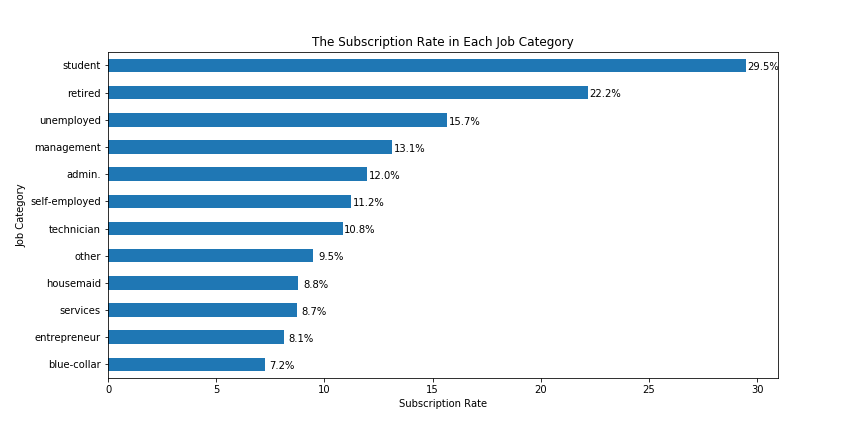 The Subscription Rate in Each Job Category
student 29.5%
retired 22.2%
unemployed 15.7%
management 13.1%
admin. 12.0%
self-employed 11.2%
technician 10.8%
other 9.5%
housemaid 8.8%
services 8.7%
entrepreneur 8.1%
blue-collar 7.2%
Job Category
0 5 10 15 20 25 30
Subscription Rate